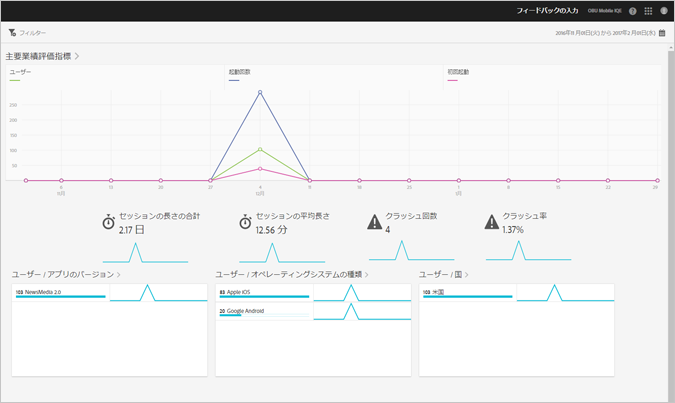 フィードバックの入力 OBU Mobile IQE
フィルター
2016年11月01日(火) から 2017年2月01日(水)
主要業績評価指標
ユーザー 起動回数 初回起動
250
200
150
100
50
6 13 20 27 4 11 18 25 1 8 15 22 29
11月 12月 1月
セッションの長さの合計
2.17 日
セッションの平均長さ
12.56 分
クラッシュ回数
4
クラッシュ率
1.37%
ユーザー / アプリのバージョン
103 NewsMedia 2.0
ユーザー / オペレーティングシステムの種類
83 Apple iOS
20 Google Android
ユーザー / 国
103 米国